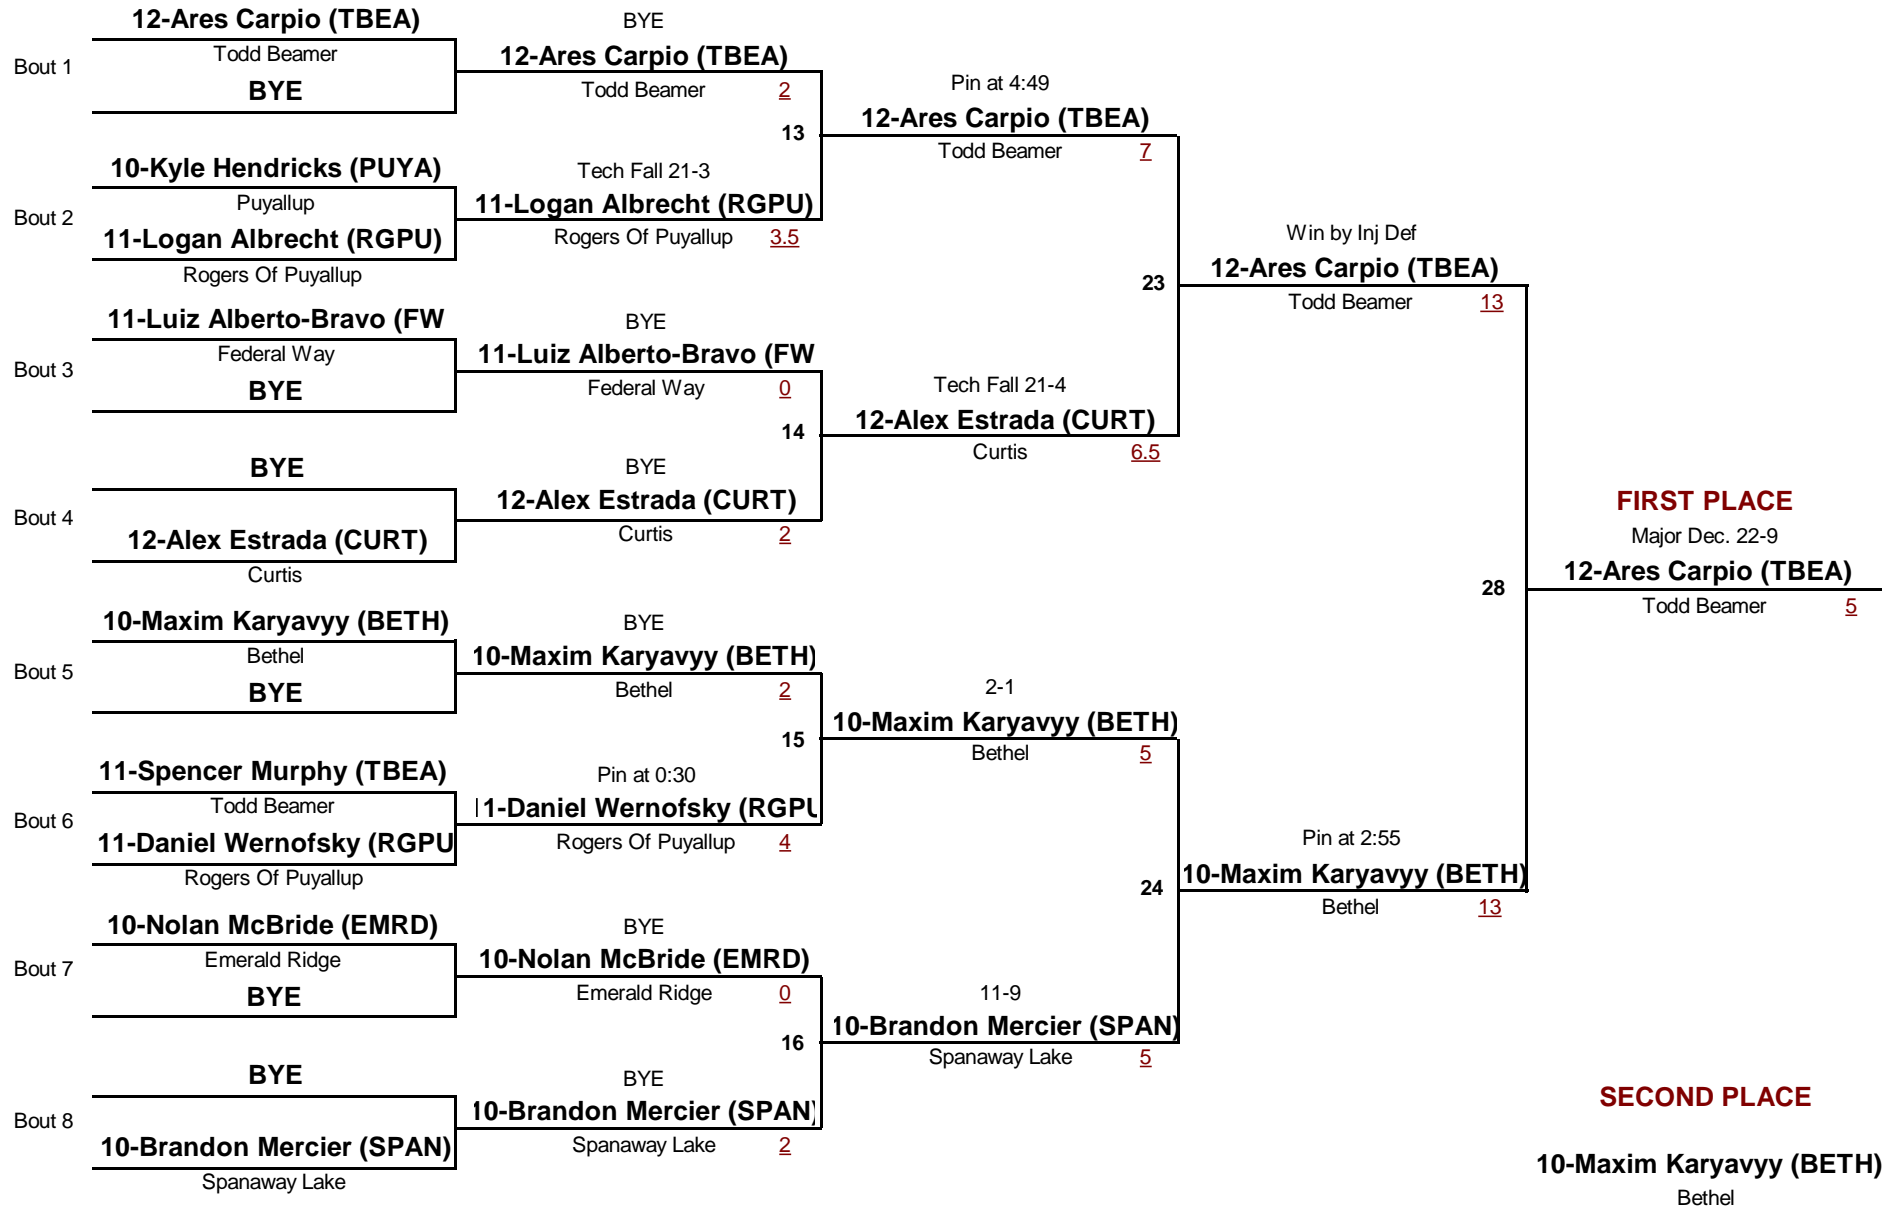 12-Ares Carpio (TBEA)
Bout 1
Todd Beamer
BYE
10-Kyle Hendricks (PUYA)
Bout 2
Puyallup
11-Logan Albrecht (RGPU)
Rogers Of Puyallup
11-Luiz Alberto-Bravo (FW
Bout 3
Federal Way
BYE
BYE
Bout 4
12-Alex Estrada (CURT)
Curtis
10-Maxim Karyavyy (BETH)
Bout 5
Bethel
BYE
11-Spencer Murphy (TBEA)
Bout 6
Todd Beamer
11-Daniel Wernofsky (RGPU
Rogers Of Puyallup
10-Nolan McBride (EMRD)
Bout 7
Emerald Ridge
BYE
BYE
Bout 8
10-Brandon Mercier (SPAN)
Spanaway Lake
BYE
12-Ares Carpio (TBEA)
Todd Beamer 2
13
Tech Fall 21-3
11-Logan Albrecht (RGPU)
Rogers Of Puyallup 3.5
BYE
11-Luiz Alberto-Bravo (FW
Federal Way 0
14
BYE
12-Alex Estrada (CURT)
Curtis 2
BYE
10-Maxim Karyavyy (BETH)
Bethel 2
15
Pin at 0:30
11-Daniel Wernofsky (RGPU
Rogers Of Puyallup 4
BYE
10-Nolan McBride (EMRD)
Emerald Ridge 0
16
BYE
10-Brandon Mercier (SPAN)
Spanaway Lake 2
Pin at 4:49
12-Ares Carpio (TBEA)
Todd Beamer 7
23
Tech Fall 21-4
12-Alex Estrada (CURT)
Curtis 6.5
2-1
10-Maxim Karyavyy (BETH)
Bethel 5
24
11-9
10-Brandon Mercier (SPAN)
Spanaway Lake 5
Win by Inj Def
12-Ares Carpio (TBEA)
Todd Beamer 13
28
Pin at 2:55
10-Maxim Karyavyy (BETH)
Bethel 13
FIRST PLACE
Major Dec. 22-9
12-Ares Carpio (TBEA)
Todd Beamer 5
SECOND PLACE
10-Maxim Karyavyy (BETH)
Bethel